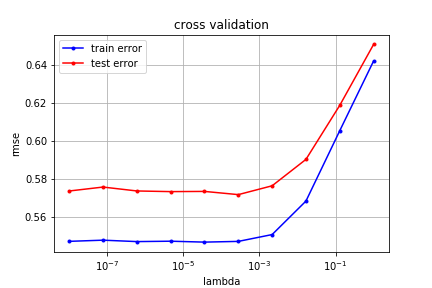 cross validation
train error
test error
0.64
0.62
0.60
0.58
0.56
rmse
10⁻⁷
10⁻⁵
10⁻³
10⁻¹
lambda